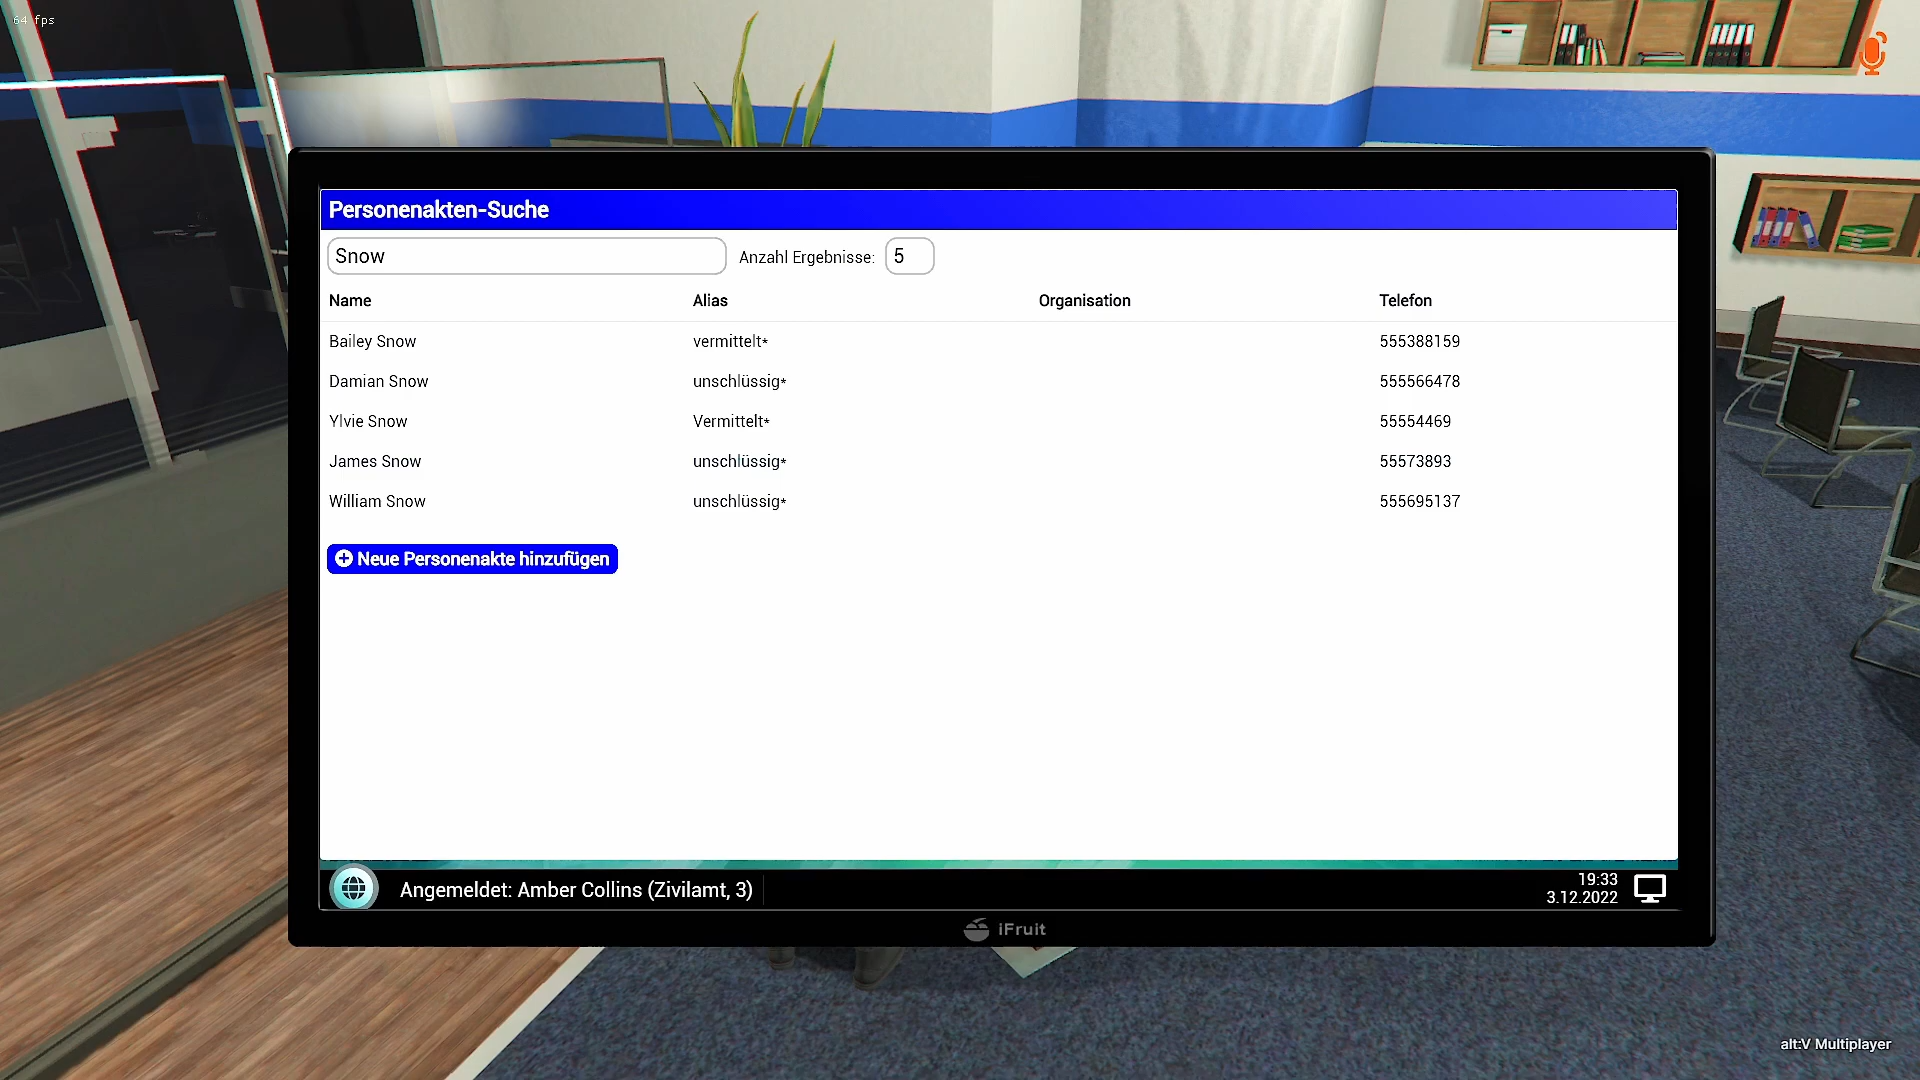 64 fps
Personenakten-Suche
Snow Anzahl Ergebnisse: 5
Name Alias Organisation Telefon
Bailey Snow vermittelt* 555388159
Damian Snow unschlüssig* 555566478
Ylvie Snow Vermittelt* 55554469
James Snow unschlüssig* 55573893
William Snow unschlüssig* 555695137
Neue Personenakte hinzufügen
Angemeldet: Amber Collins (Zivilamt, 3)
19:33
3.12.2022
iFruit
alt:V Multiplayer